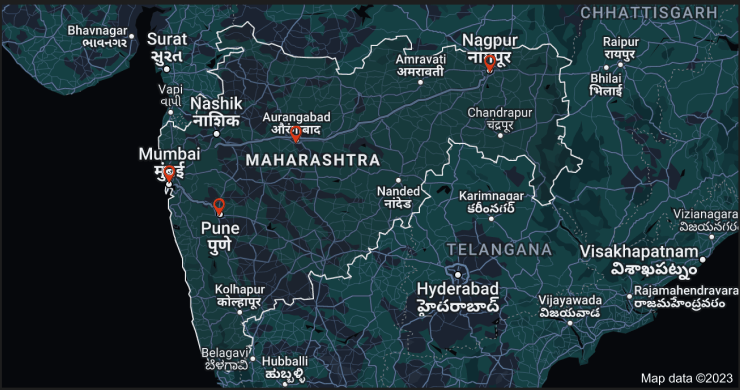 CHHATTISGARH
Bhavnagar
ભાવનગર
Surat
સુરત
Nagpur
नागपूर
Amravati
अमरावती
Raipur
रायपुर
Bhilai
भिलाई
Vapi
વાપી
Nashik
नाशिक
Aurangabad
औरंगाबाद
Chandrapur
चंद्रपूर
Mumbai
मुंबई
MAHARASHTRA
Nanded
नांदेड
Karimnagar
కరీంనగర్
Pune
पुणे
Vizianagara
విజయనగర
TELANGANA
Visakhapatnam
విశాఖపట్నం
Kolhapur
कोल्हापूर
Hyderabad
హైదరాబాద్
Vijayawada
విజయవాడ
Rajamahendravara
రాజమహేంద్రవరం
Belagavi
ಬೆಳಗಾವಿ
Hubballi
ಹುಬ್ಬಳ್ಳಿ
Map data ©2023